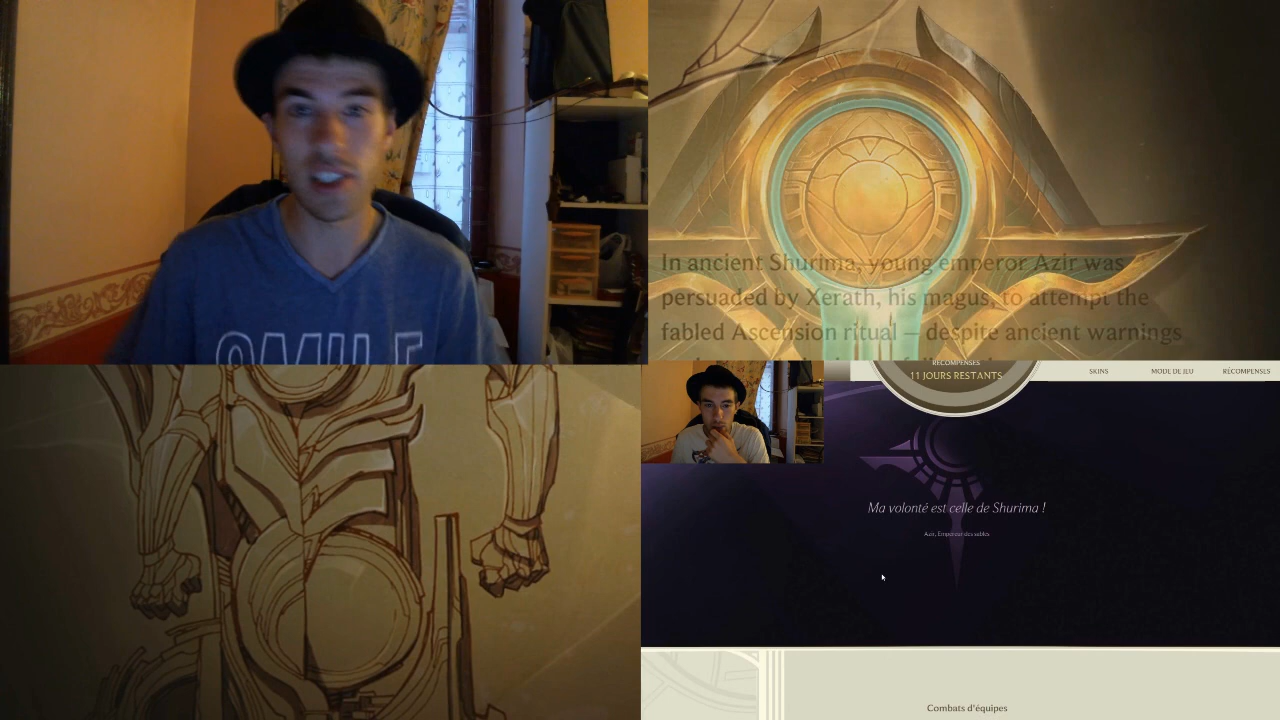 OMULE
In ancient Shurima, young emperor Azir was
persuaded by Xerath, his magus, to attempt the
fabled Ascension ritual – despite ancient warnings
RÉCOMPENSES
11 JOURS RESTANTS
SKINS
MODE DE JEU
RÉCOMPENSES
Ma volonté est celle de Shurima !
Azir, Empereur des sables
Combats d'équipes